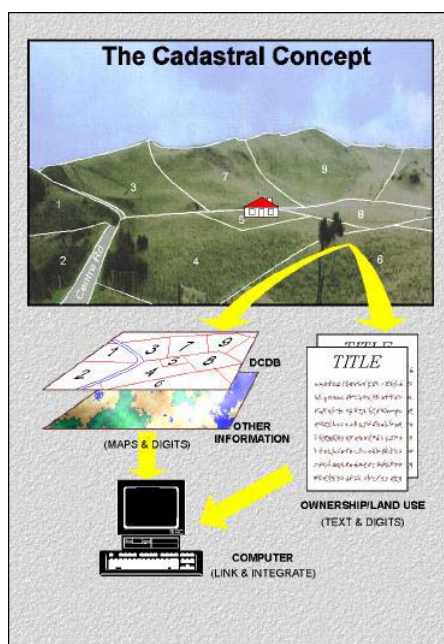 The Cadastral Concept
1
2
3
4
5
6
7
8
9
Centre Rd
1
2
3
4
5
6
7
8
9
DCDB
OTHER
INFORMATION
(MAPS & DIGITS)
TITLE
TITLE
OWNERSHIP/LAND USE
(TEXT & DIGITS)
COMPUTER
(LINK & INTEGRATE)